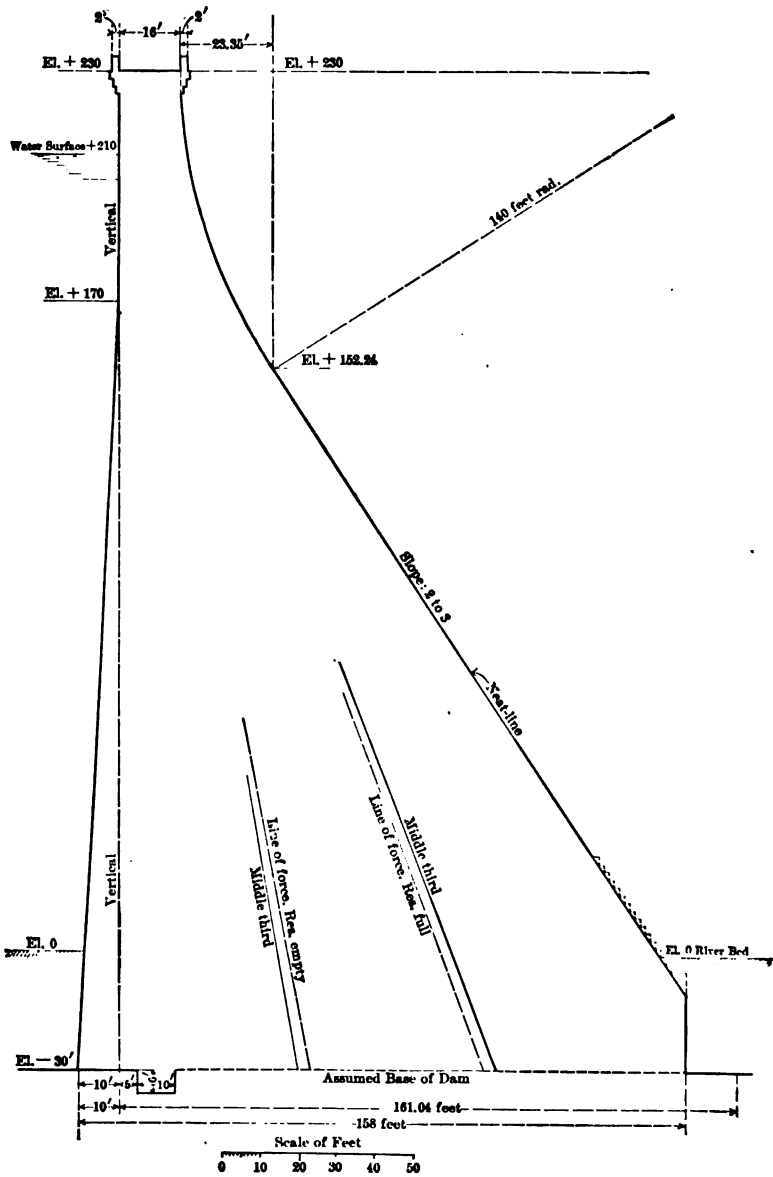 2' 16' 2'
23.35'
El. + 230
El. + 230
Water Surface +210
140 feet rad.
Vertical
El. + 170
El. + 152.24
Slope: 2 to 3
Neat-line
Middle third
Line of force. Res. full
Line of force. Res. empty
Middle third
Vertical
El. 0
El. 0 River Bed
El. — 30'
Assumed Base of Dam
10' 5' 6' 10'
10' 161.04 feet
158 feet
Scale of Feet
0 10 20 30 40 50